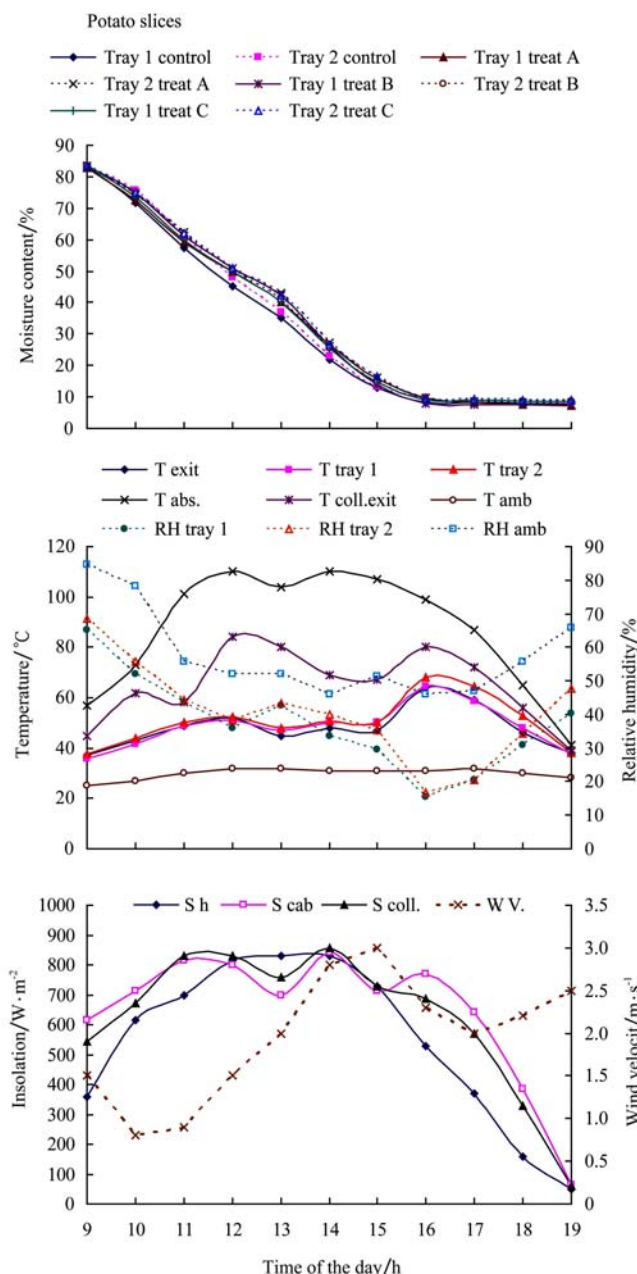 Potato slices
Tray 1 control Tray 2 control Tray 1 treat A
Tray 2 treat A Tray 1 treat B Tray 2 treat B
Tray 1 treat C Tray 2 treat C
90
80
70
60
50
40
30
20
10
0
Moisture content/%
T exit T tray 1 T tray 2
T abs. T coll.exit T amb
RH tray 1 RH tray 2 RH amb
120 90
100 80
80 70
60 60
40 50
20 40
0 30
20
10
0
Temperature/°C
Relative humidity/%
S h S cab S coll. W V.
1000 3.5
900 3.0
800 2.5
700 2.0
600 1.5
500 1.0
400 0.5
300 0
200
100
0
Insolation/W·m-2
Wind velocit/m·s-1
9 10 11 12 13 14 15 16 17 18 19
Time of the day/h